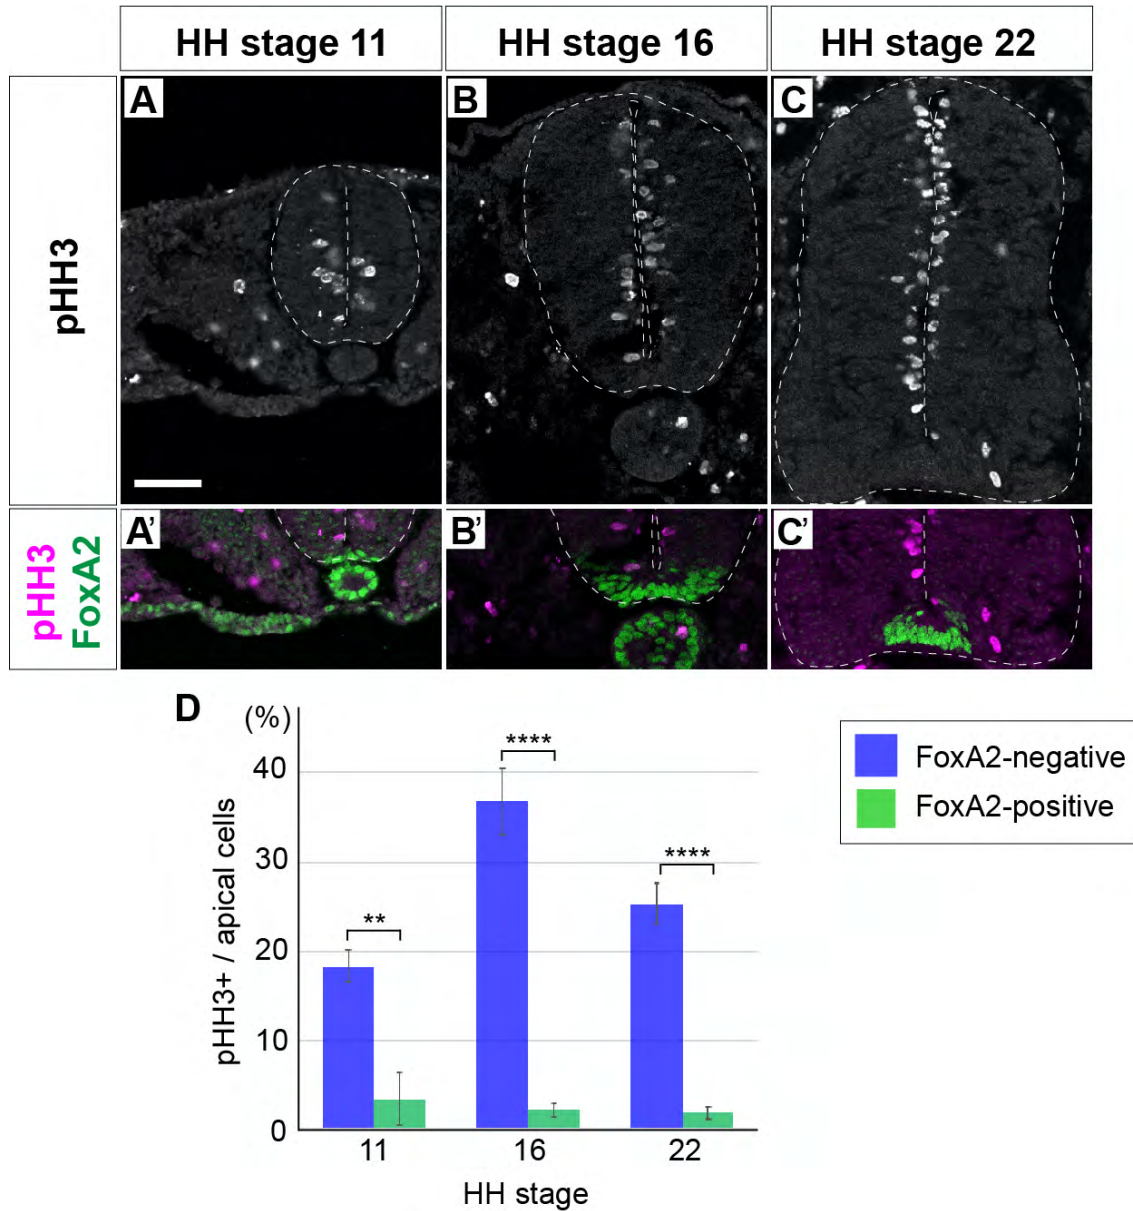 HH stage 11
HH stage 16
HH stage 22
pHH3
A
B
C
pHH3
FoxA2
A'
B'
C'
D
(%)
pHH3+ / apical cells
40
30
20
10
0
**
****
****
11
16
22
HH stage
FoxA2-negative
FoxA2-positive